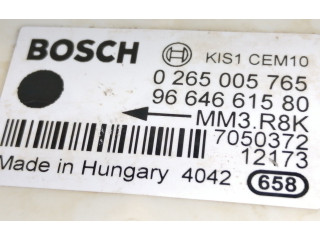 BOSCH KIS1 CEM10
0 265 005 765
96 646 615 80
MM3.R8K
7050372
12173
Made in Hungary 4042 658